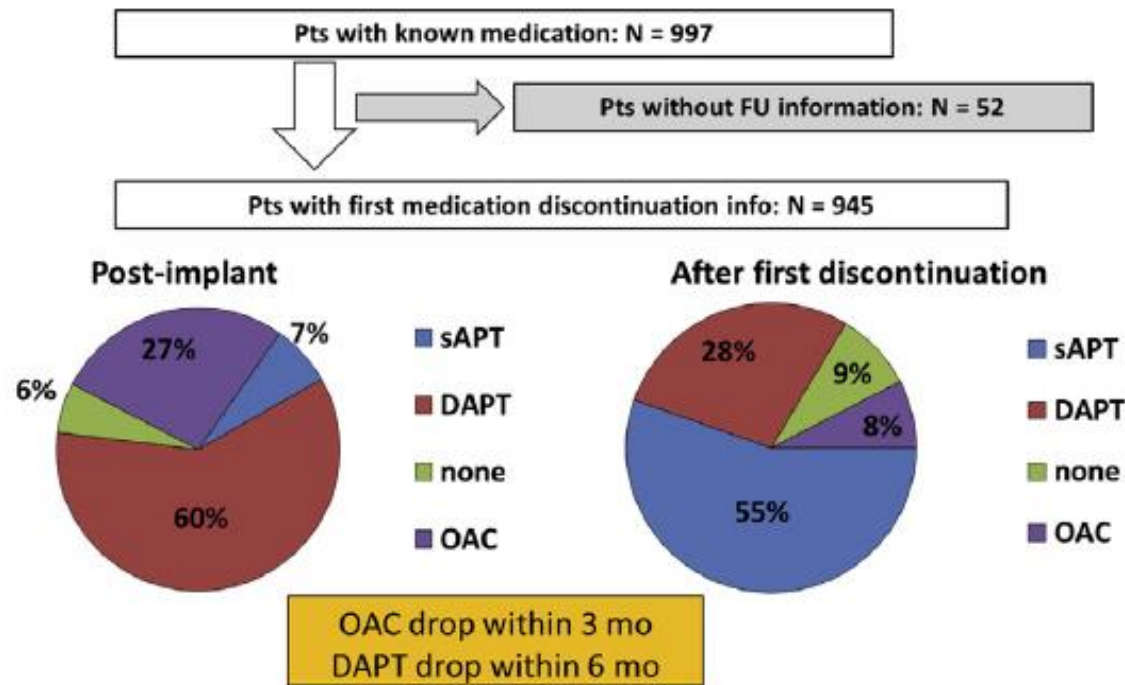 Pts with known medication: N = 997
Pts without FU information: N = 52
Pts with first medication discontinuation info: N = 945
Post-implant
27%
7%
6%
60%
sAPT
DAPT
none
OAC
After first discontinuation
28%
9%
8%
55%
sAPT
DAPT
none
OAC
OAC drop within 3 mo
DAPT drop within 6 mo